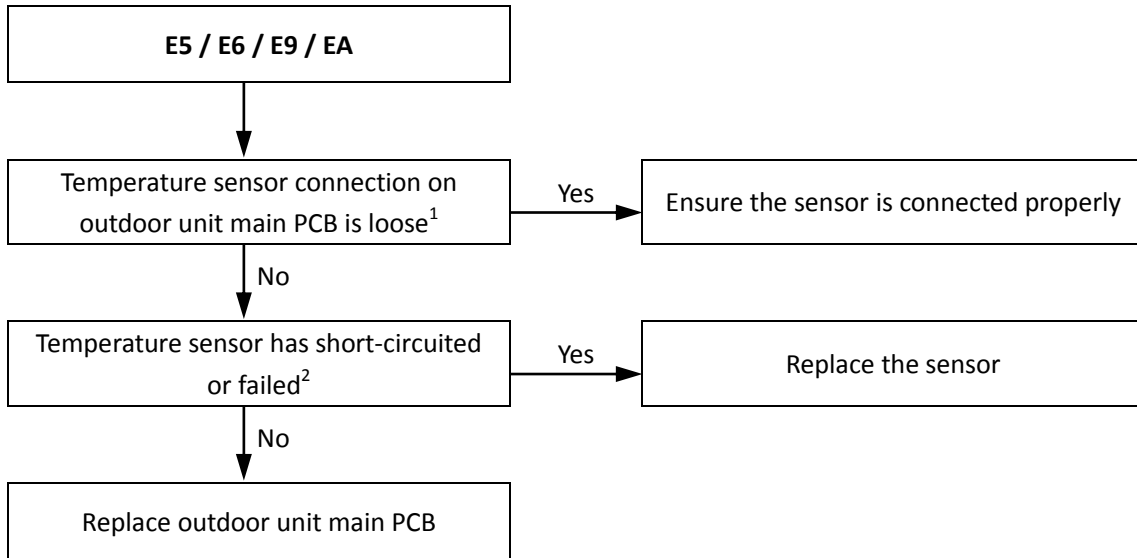 E5 / E6 / E9 / EA
Temperature sensor connection on
outdoor unit main PCB is loose¹
Yes
Ensure the sensor is connected properly
No
Temperature sensor has short-circuited
or failed²
Yes
Replace the sensor
No
Replace outdoor unit main PCB